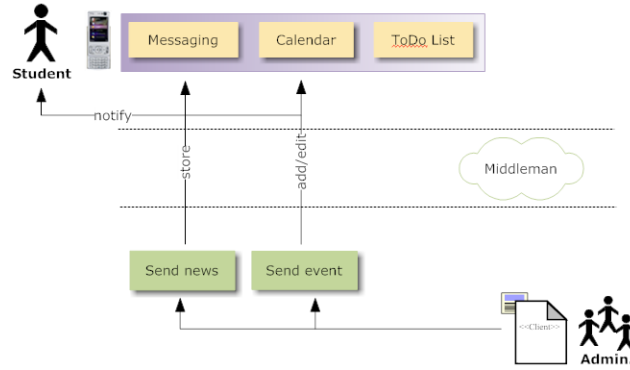 Messaging
Calendar
ToDo List
Student
notify
store
add/edit
Middleman
Send news
Send event
<<Client>>
Admin